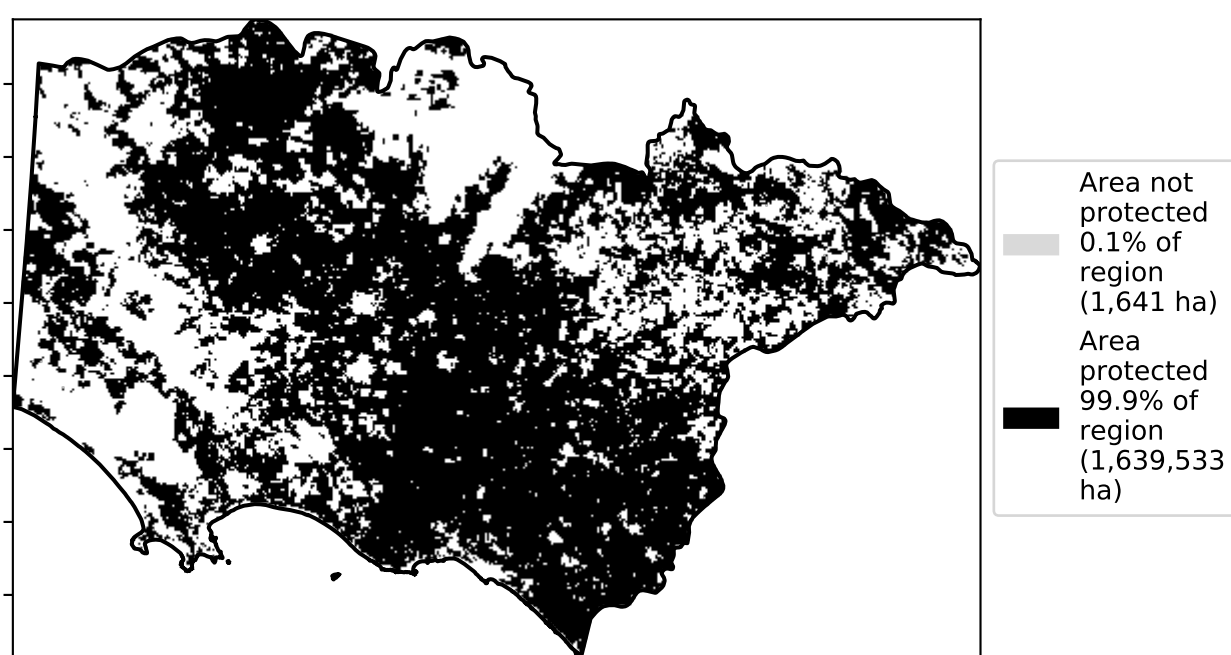 Area not
protected
0.1% of
region
(1,641 ha)
Area
protected
99.9% of
region
(1,639,533
ha)